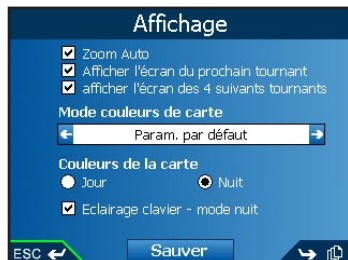 Affichage
Zoom Auto
Afficher l'écran du prochain tournant
afficher l'écran des 4 suivants tournants
Mode couleurs de carte
Param. par défaut
Couleurs de la carte
Jour
Nuit
Eclairage clavier - mode nuit
ESC
Sauver